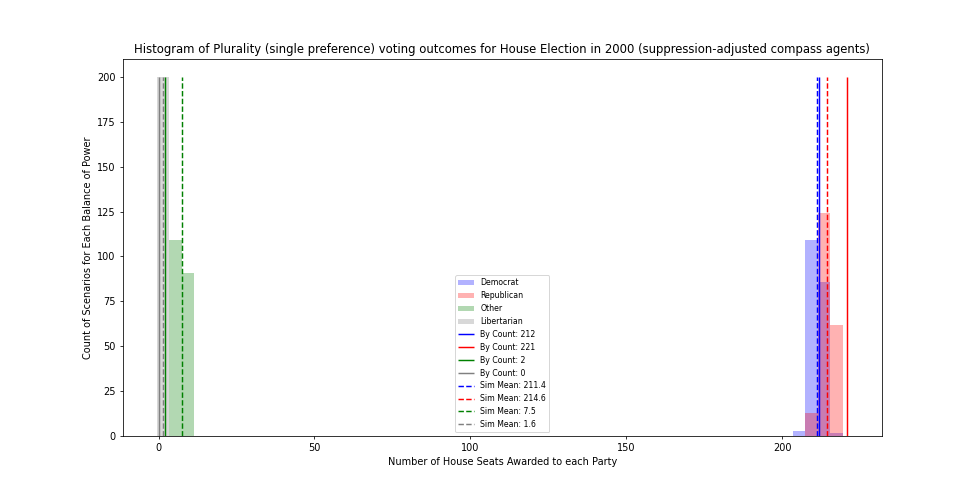 Histogram of Plurality (single preference) voting outcomes for House Election in 2000 (suppression-adjusted compass agents)
Count of Scenarios for Each Balance of Power
200
175
150
125
100
75
50
25
0
Democrat
Republican
Other
Libertarian
By Count: 212
By Count: 221
By Count: 2
By Count: 0
Sim Mean: 211.4
Sim Mean: 214.6
Sim Mean: 7.5
Sim Mean: 1.6
0
50
100
150
200
Number of House Seats Awarded to each Party